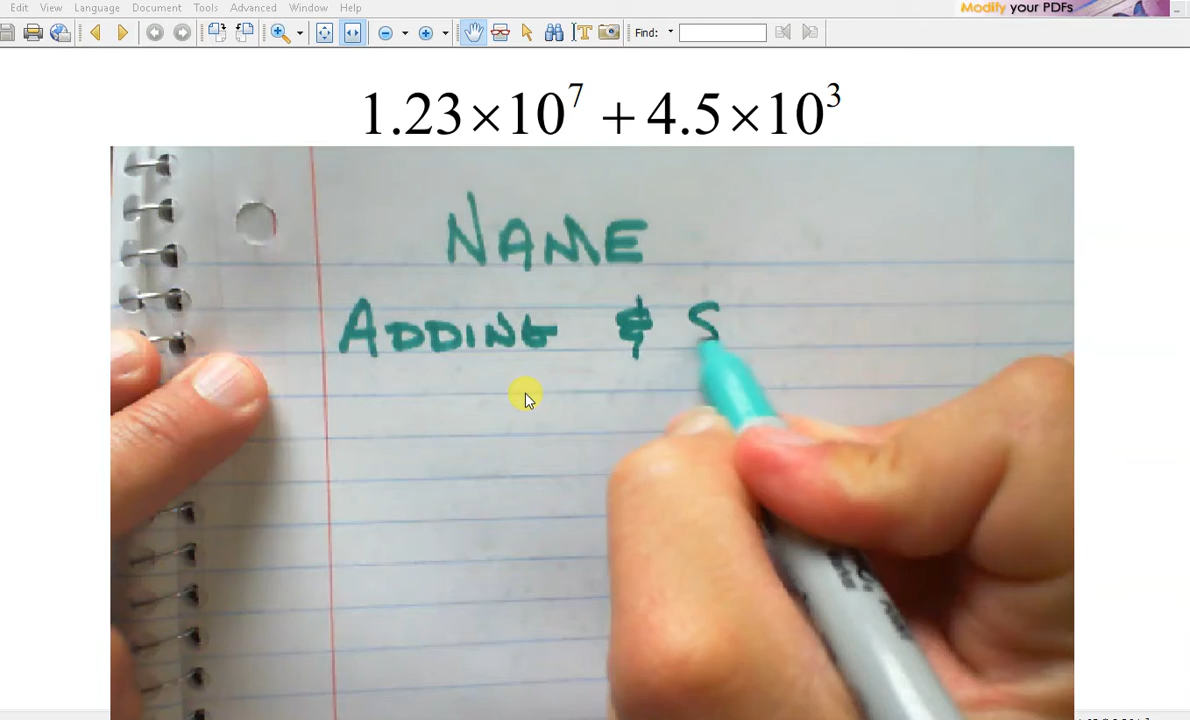 Edit View Language Document Tools Advanced Window Help
Modify your PDFs
Find:
1.23×10⁷ + 4.5×10³
NAME
ADDING & S